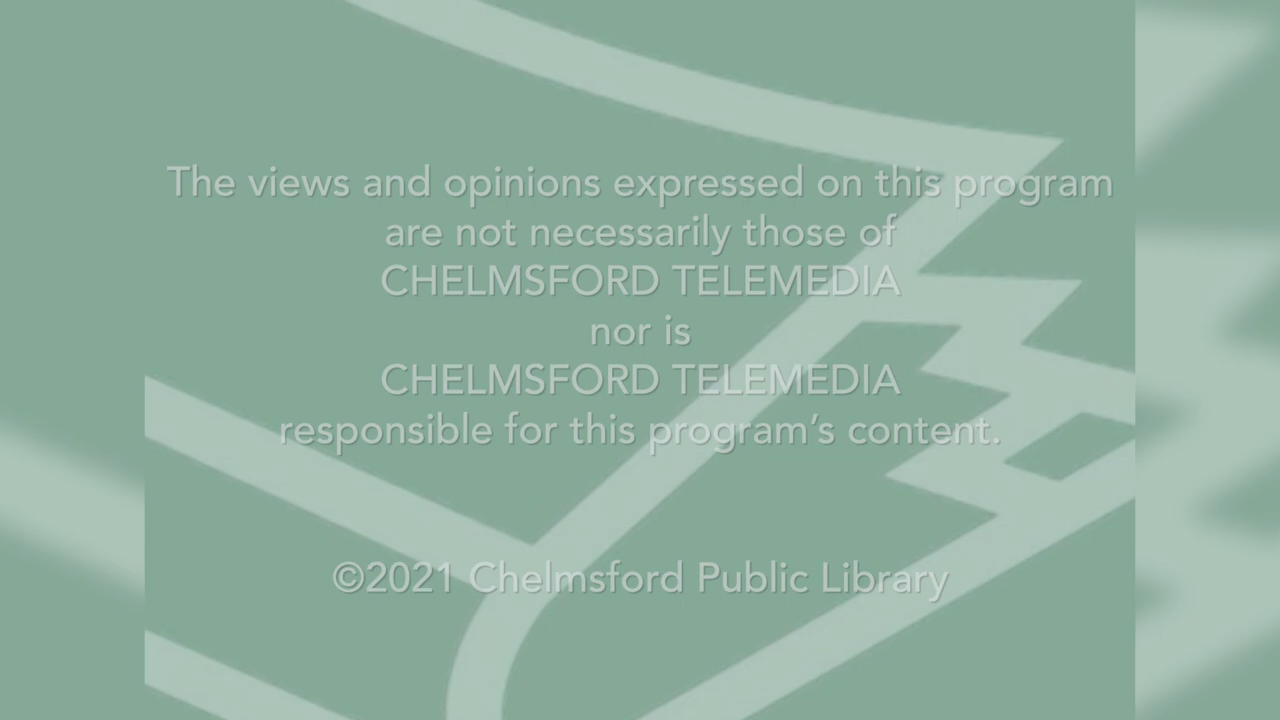 The views and opinions expressed on this program
are not necessarily those of
CHELMSFORD TELEMEDIA
nor is
CHELMSFORD TELEMEDIA
responsible for this program’s content.
©2021 Chelmsford Public Library